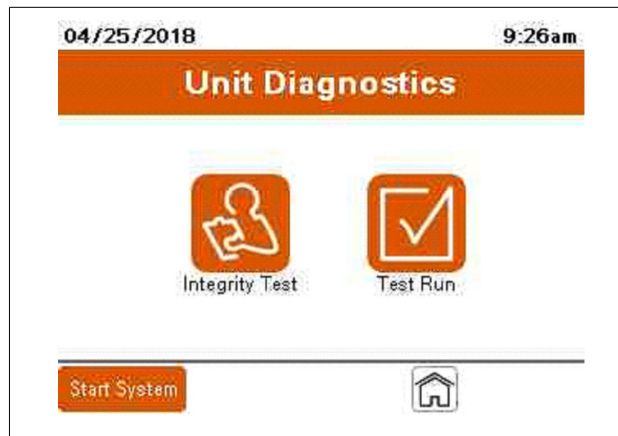 04/25/2018 9:26am
Unit Diagnostics
Integrity Test Test Run
Start System